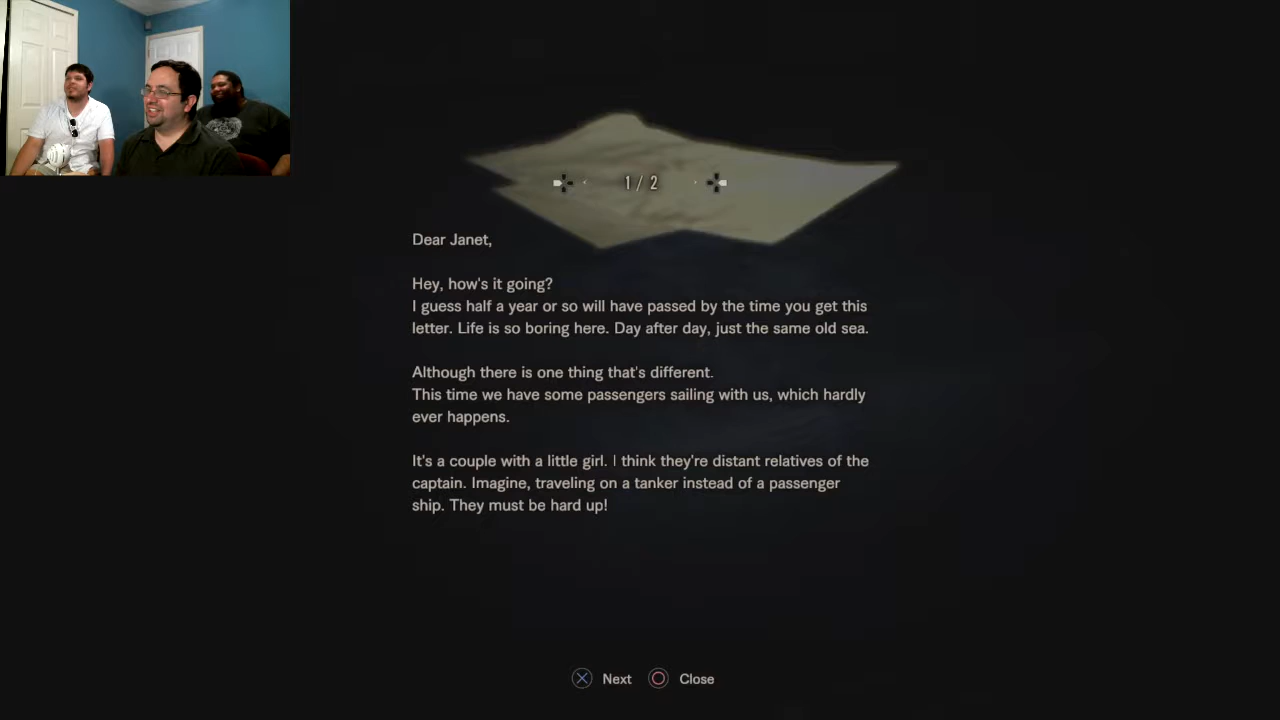 1 / 2
Dear Janet,
Hey, how's it going?
I guess half a year or so will have passed by the time you get this
letter. Life is so boring here. Day after day, just the same old sea.
Although there is one thing that's different.
This time we have some passengers sailing with us, which hardly
ever happens.
It's a couple with a little girl. I think they're distant relatives of the
captain. Imagine, traveling on a tanker instead of a passenger
ship. They must be hard up!
Next Close